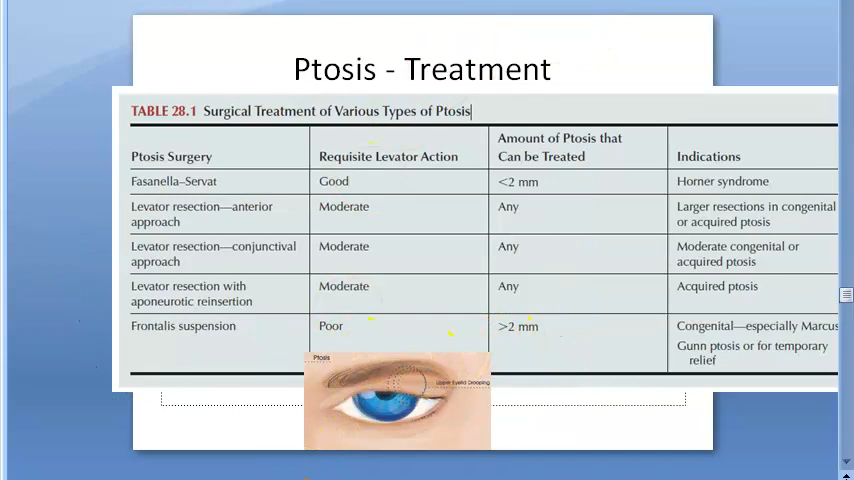 Ptosis - Treatment
TABLE 28.1 Surgical Treatment of Various Types of Ptosis
Ptosis Surgery
Requisite Levator Action
Amount of Ptosis that
Can be Treated
Indications
Fasanella–Servat
Good
<2 mm
Horner syndrome
Levator resection—anterior
approach
Moderate
Any
Larger resections in congenital
or acquired ptosis
Levator resection—conjunctival
approach
Moderate
Any
Moderate congenital or
acquired ptosis
Levator resection with
aponeurotic reinsertion
Moderate
Any
Acquired ptosis
Frontalis suspension
Poor
>2 mm
Congenital—especially Marcus
Gunn ptosis or for temporary
relief
Ptosis
Upper Eyelid Drooping